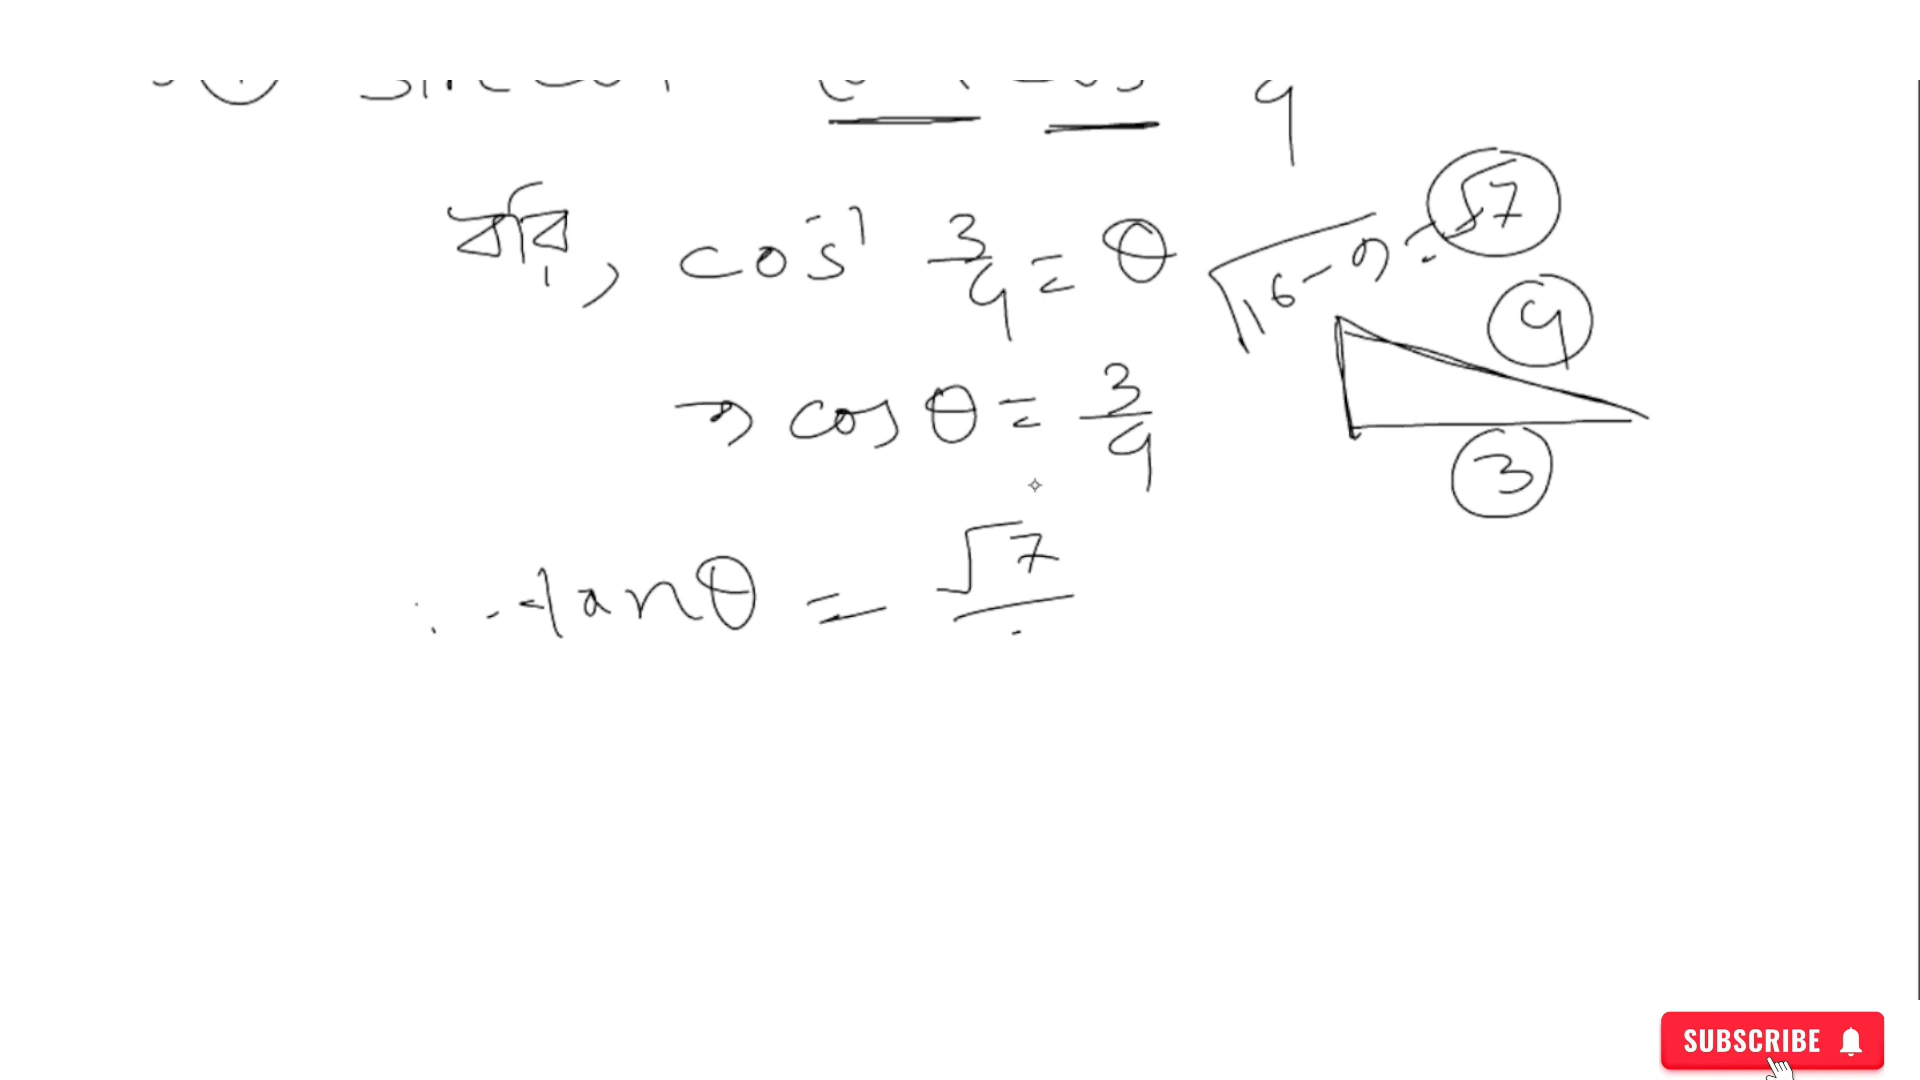 ধরি, cos⁻¹ 3/4 = θ
√16-9 = √7
4
⇒ cos θ = 3/4
3
∴ tanθ = √7/
SUBSCRIBE